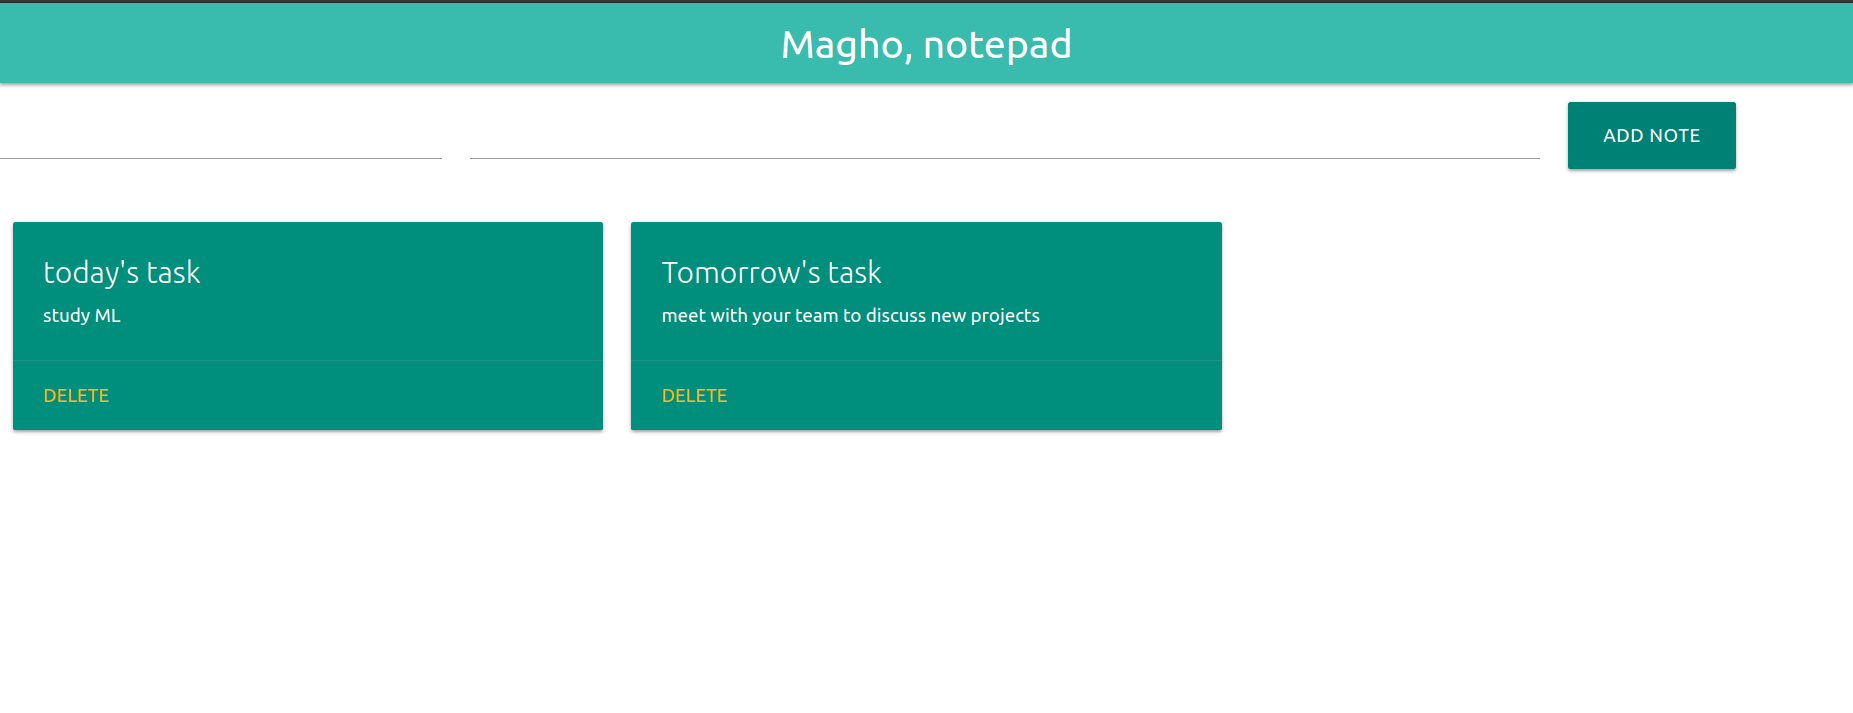 Magho, notepad
ADD NOTE
today's task
study ML
DELETE
Tomorrow's task
meet with your team to discuss new projects
DELETE